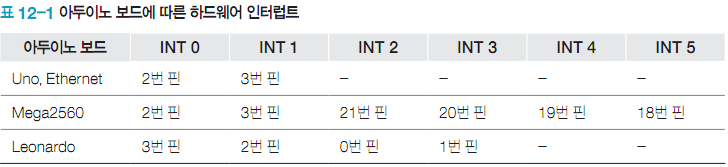 표 12-1 아두이노 보드에 따른 하드웨어 인터럽트
아두이노 보드 INT 0 INT 1 INT 2 INT 3 INT 4 INT 5
Uno, Ethernet 2번 핀 3번 핀 – – – –
Mega2560 2번 핀 3번 핀 21번 핀 20번 핀 19번 핀 18번 핀
Leonardo 3번 핀 2번 핀 0번 핀 1번 핀 – –